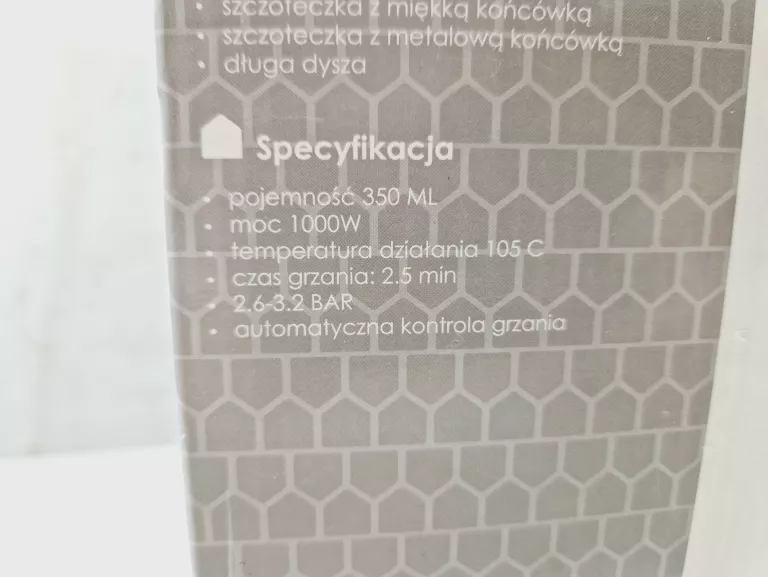 • szczoteczka z miękką końcówką
• szczoteczka z metalową końcówką
• długa dysza
Specyfikacja
• pojemność 350 ML
• moc 1000W
• temperatura działania 105 C
• czas grzania: 2.5 min
• 2.6-3.2 BAR
• automatyczna kontrola grzania